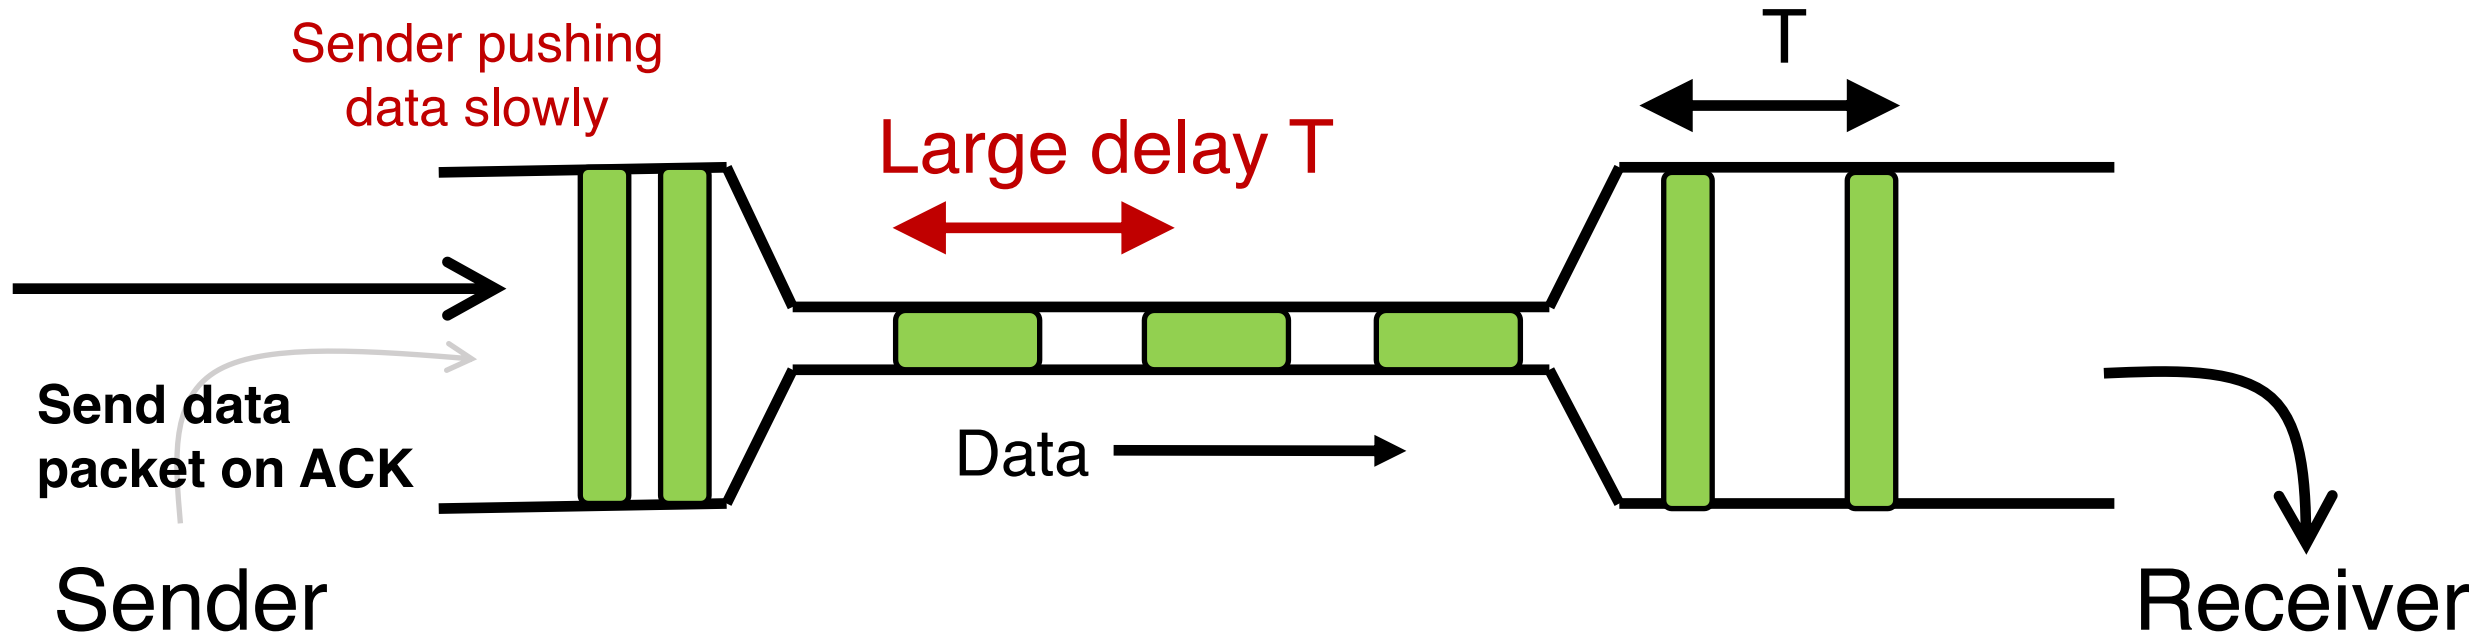 Sender pushing
data slowly
Large delay T
T
Send data
packet on ACK
Data
Sender
Receiver